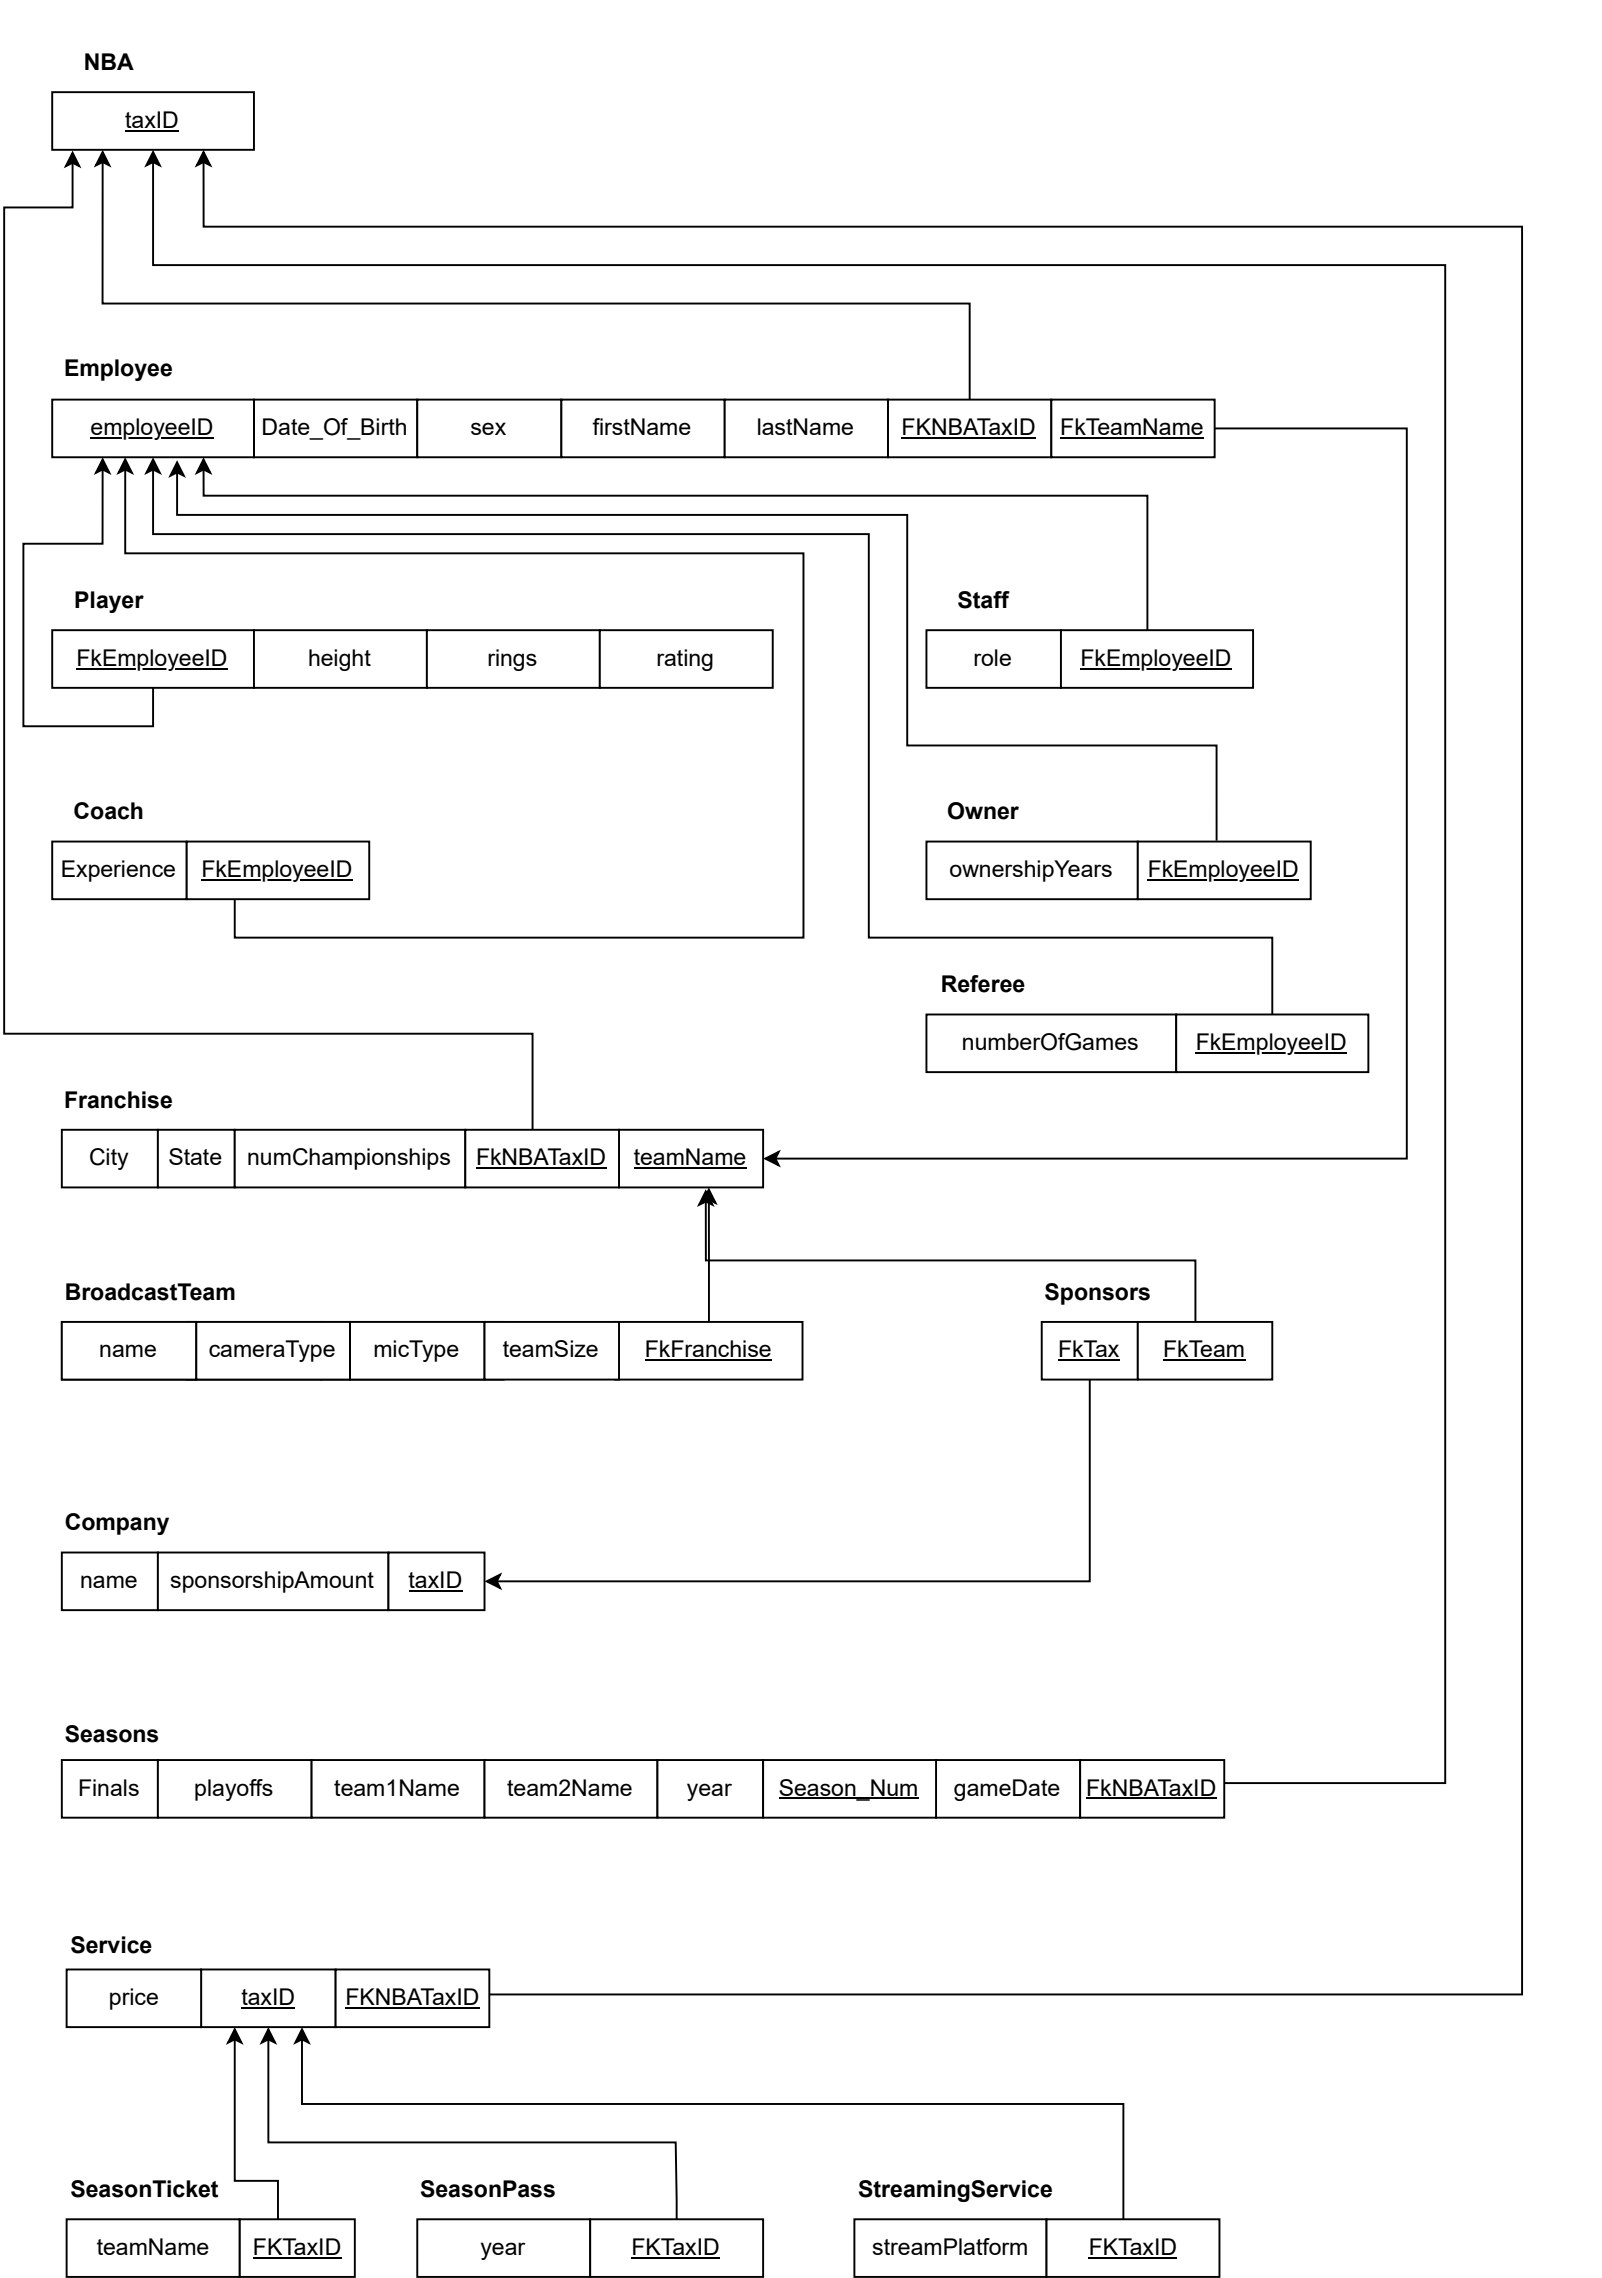 NBA
taxID
Employee
employeeID Date_Of_Birth sex firstName lastName FKNBATaxID FkTeamName
Player Staff
FkEmployeeID height rings rating role FkEmployeeID
Coach Owner
Experience FkEmployeeID ownershipYears FkEmployeeID
Referee
numberOfGames FkEmployeeID
Franchise
City State numChampionships FkNBATaxID teamName
BroadcastTeam Sponsors
name cameraType micType teamSize FkFranchise FkTax FkTeam
Company
name sponsorshipAmount taxID
Seasons
Finals playoffs team1Name team2Name year Season_Num gameDate FkNBATaxID
Service
price taxID FKNBATaxID
SeasonTicket SeasonPass StreamingService
teamName FKTaxID year FKTaxID streamPlatform FKTaxID